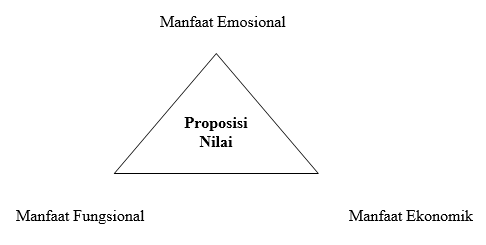 Manfaat Emosional
Proposisi
Nilai
Manfaat Fungsional
Manfaat Ekonomik